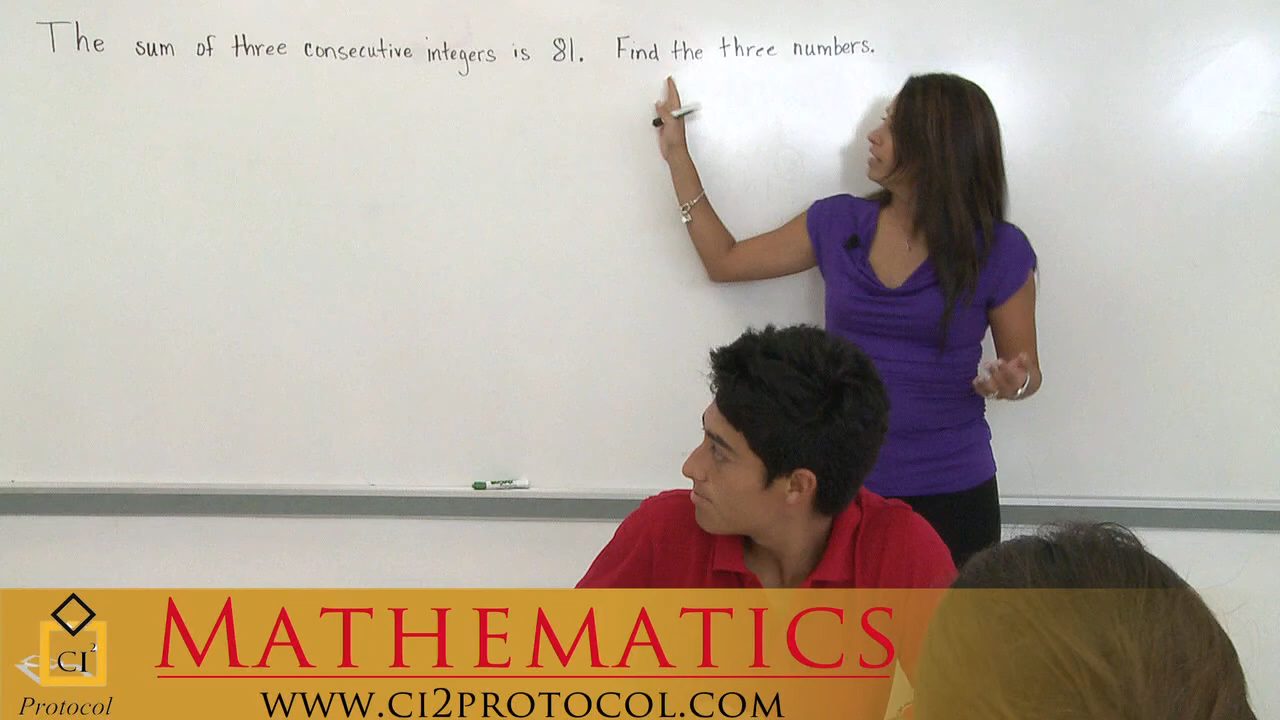 The sum of three consecutive integers is 81. Find the three numbers.
MATHEMATICS
CI²
Protocol
WWW.CI2PROTOCOL.COM